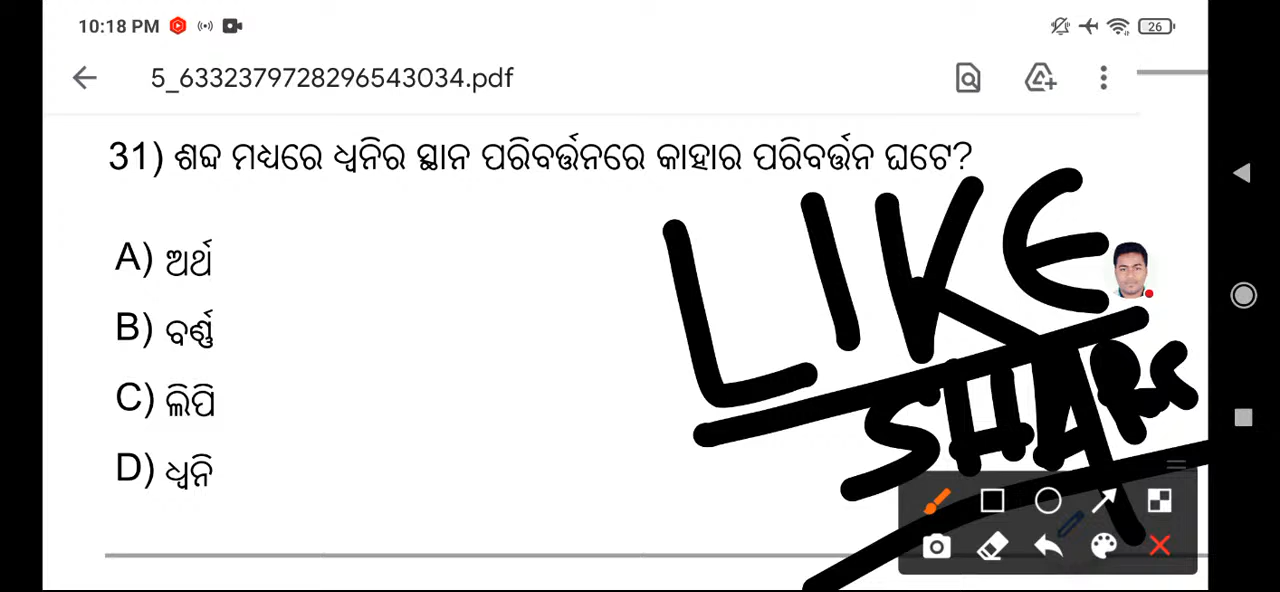 10:18 PM 26
5_6332379728296543034.pdf
31) ଶବ୍ଦ ମଧ୍ୟରେ ଧ୍ୱନିର ସ୍ଥାନ ପରିବର୍ତ୍ତନରେ କାହାର ପରିବର୍ତ୍ତନ ଘଟେ?
A) ଅର୍ଥ
B) ବର୍ଣ୍ଣ
C) ଲିପି
D) ଧ୍ୱନି
LIKE
SHARE